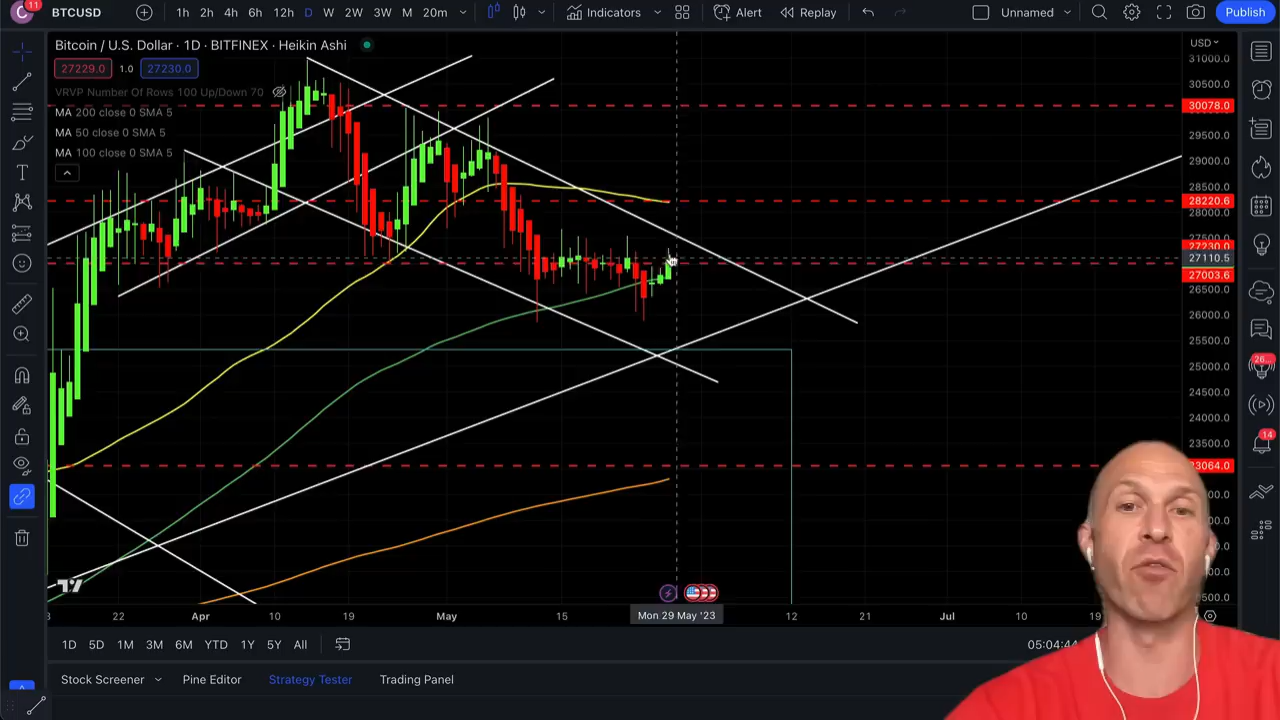 11
BTCUSD
1h 2h 4h 6h 12h D W 2W 3W M 20m
Indicators
Alert
Replay
Unnamed
Publish
Bitcoin / U.S. Dollar · 1D · BITFINEX · Heikin Ashi
USD
27229.0 1.0 27230.0
VRVP Number Of Rows 100 Up/Down 70
MA 200 close 0 SMA 5
MA 50 close 0 SMA 5
MA 100 close 0 SMA 5
31000.0
30500.0
30078.0
29500.0
29000.0
28500.0
28220.6
28000.0
27230.0
27110.5
27003.6
26500.0
26000.0
25500.0
25000.0
24500.0
24000.0
23500.0
23064.0
26...
14
22 Apr 10 19 May 15 Mon 29 May '23 12 21 Jul 10 19
1D 5D 1M 3M 6M YTD 1Y 5Y All
05:04:44
Stock Screener Pine Editor Strategy Tester Trading Panel